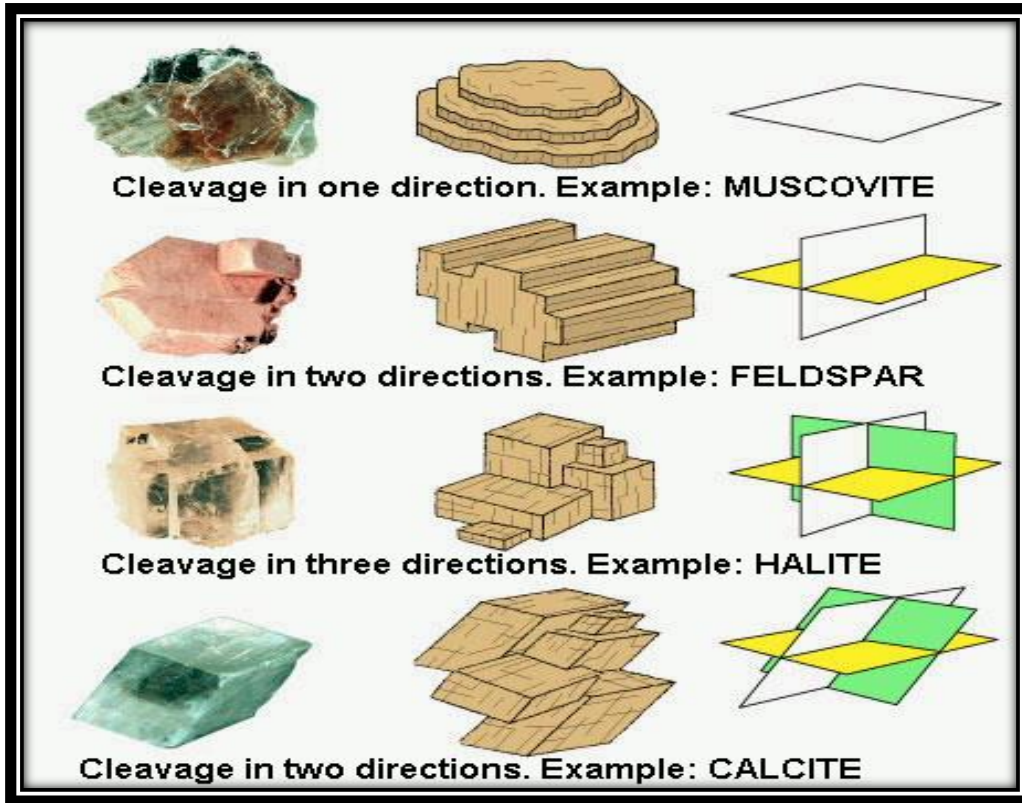 Cleavage in one direction. Example: MUSCOVITE
Cleavage in two directions. Example: FELDSPAR
Cleavage in three directions. Example: HALITE
Cleavage in two directions. Example: CALCITE